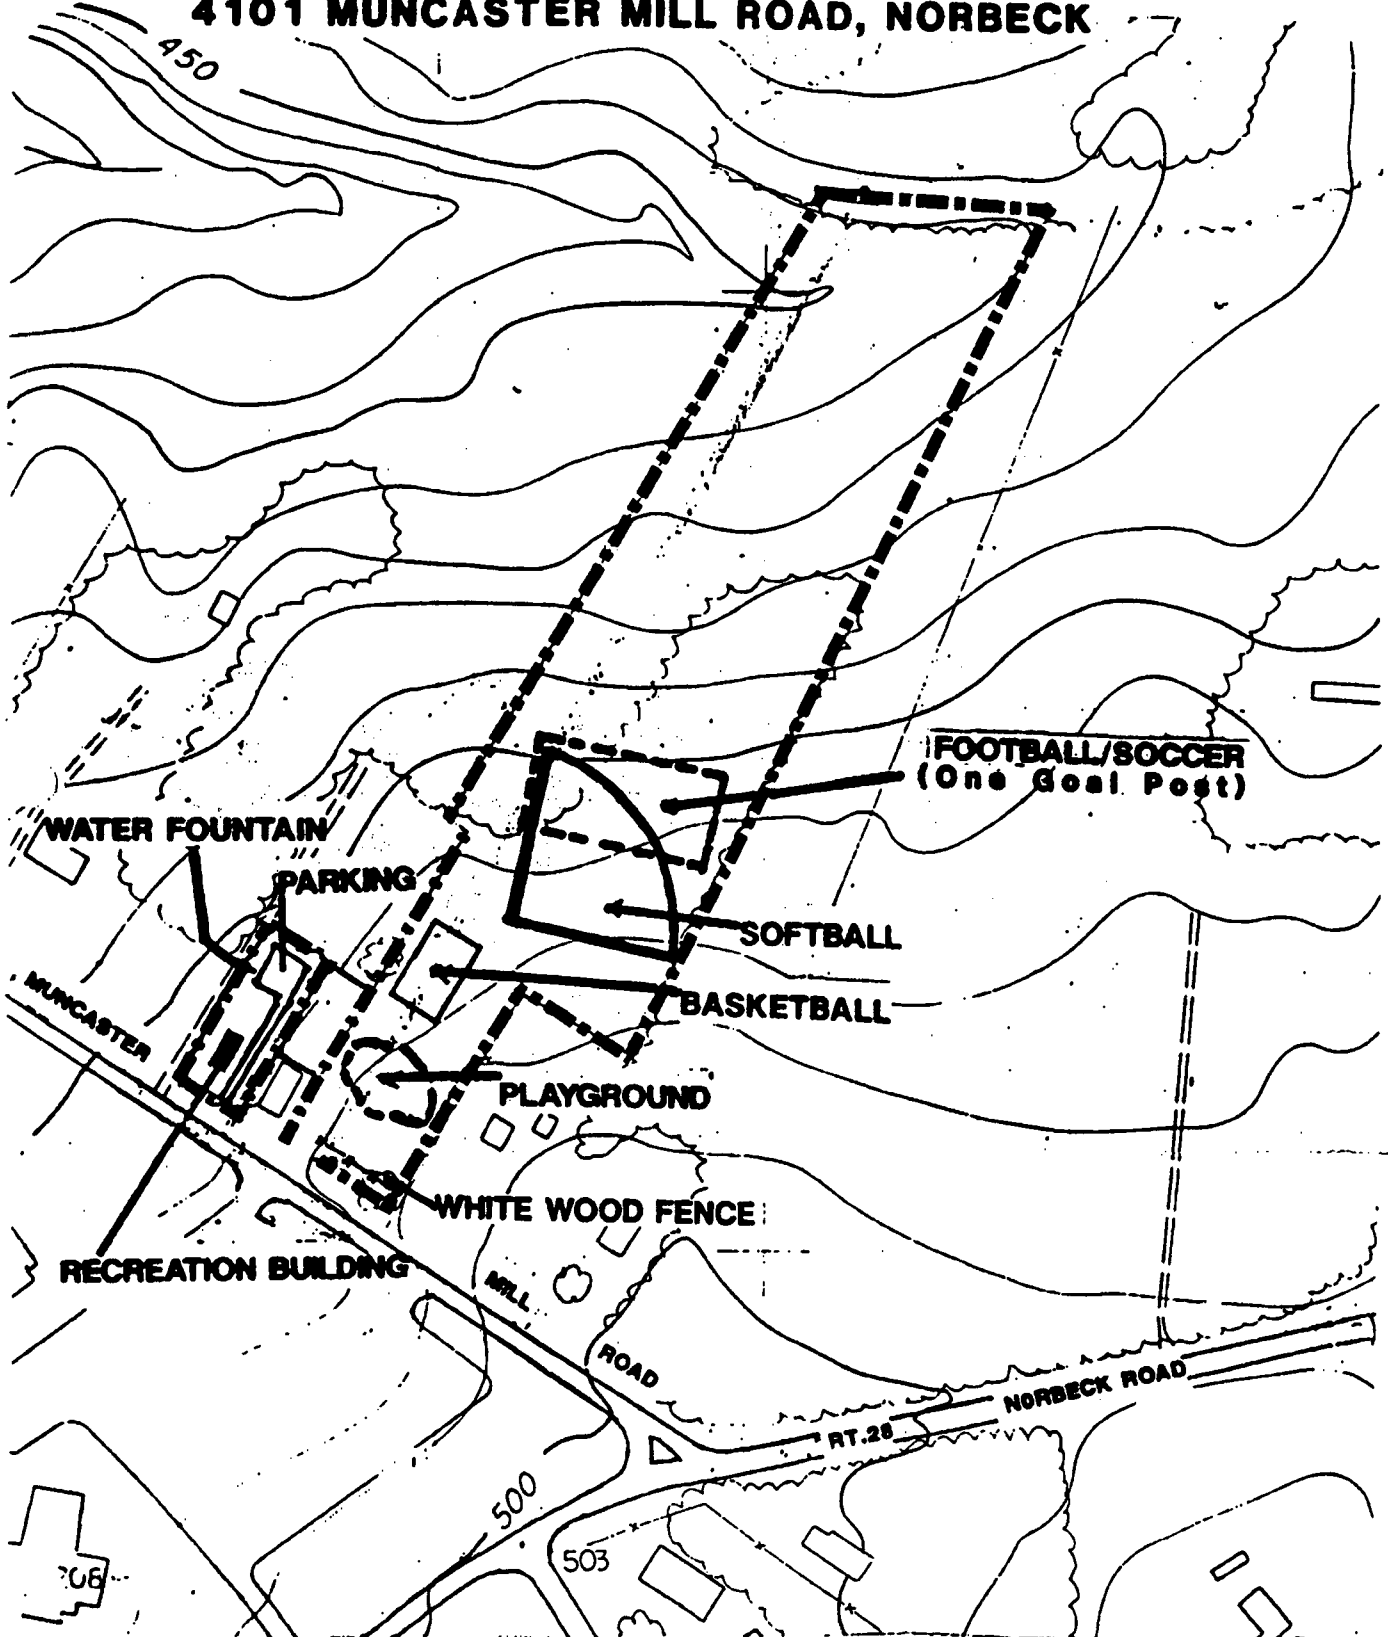 4101 MUNCASTER MILL ROAD, NORBECK
450
FOOTBALL/SOCCER
(One Goal Post)
WATER FOUNTAIN
PARKING
SOFTBALL
BASKETBALL
MUNCASTER
PLAYGROUND
WHITE WOOD FENCE
RECREATION BUILDING
MILL
ROAD
NORBECK ROAD
RT.28
500
503